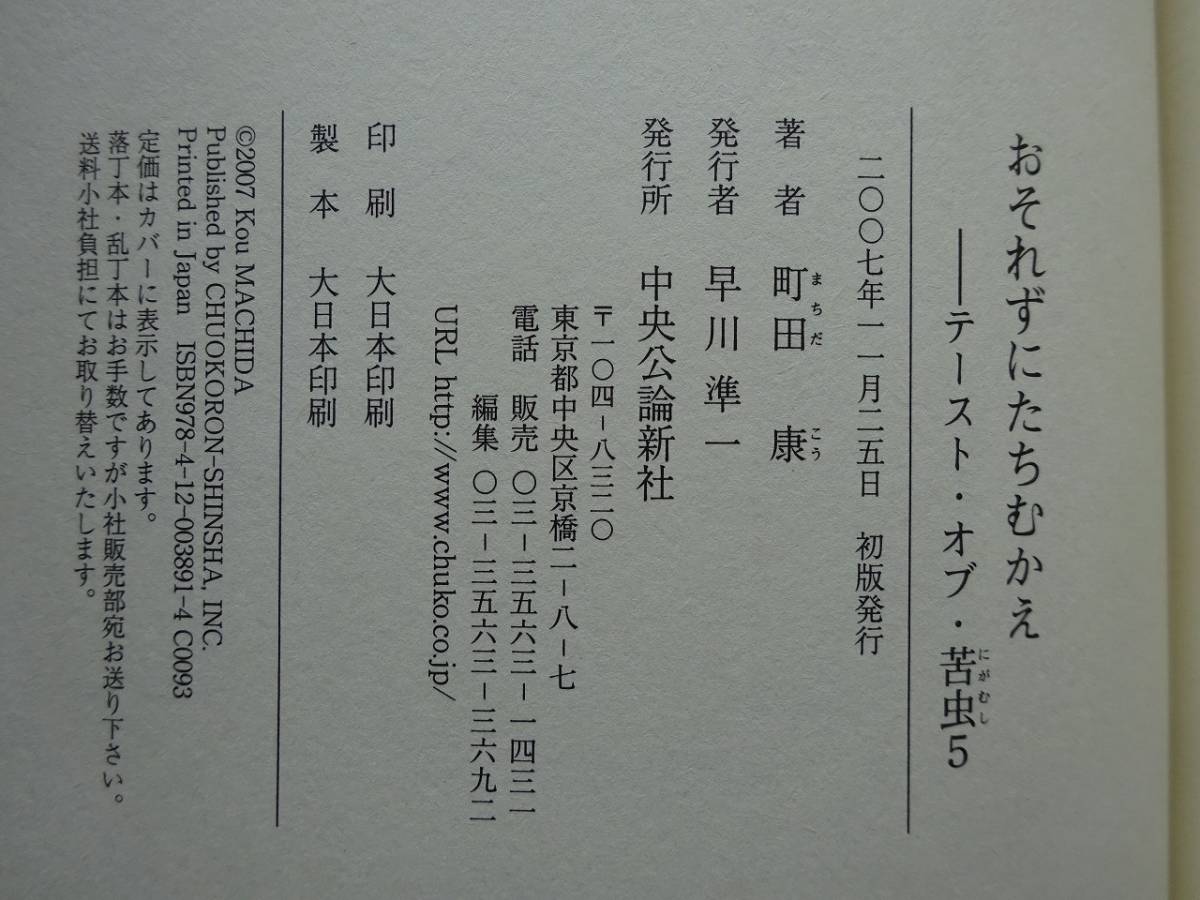 おそれずにたちむかえ
――テースト・オブ・苦虫5
にがむし
二〇〇七年一一月二五日 初版発行
著者 町田 康
まちだ こう
発行者 早川準一
発行所 中央公論新社
〒一〇四-八三二〇
東京都中央区京橋二-八-七
電話 販売 〇三-三五六三-一四三一
編集 〇三-三五六三-三六九二
URL http://www.chuko.co.jp/
印刷 大日本印刷
製本 大日本印刷
©2007 Kou MACHIDA
Published by CHUOKORON-SHINSHA, INC.
Printed in Japan ISBN978-4-12-003891-4 C0093
定価はカバーに表示してあります。
落丁本・乱丁本はお手数ですが小社販売部宛お送り下さい。
送料小社負担にてお取り替えいたします。